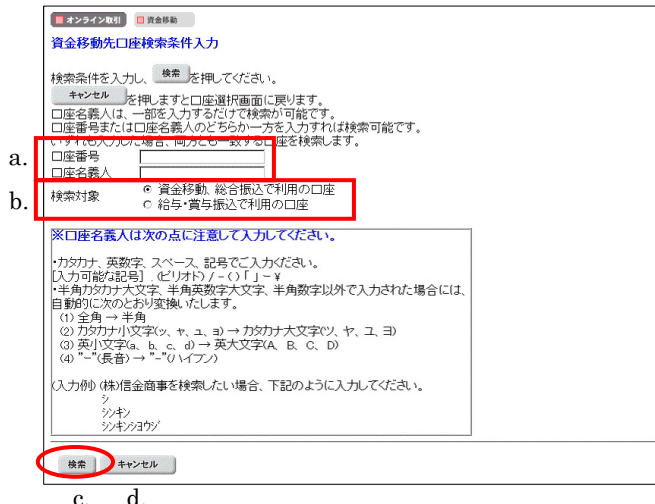 オンライン取引 資金移動
資金移動先口座検索条件入力
検索条件を入力し、 検索 を押してください。
キャンセル を押しますと口座選択画面に戻ります。
口座名義人は、一部を入力するだけで検索が可能です。
口座番号または口座名義人のどちらか一方を入力すれば検索可能です。
いずれも入力した場合、両方とも一致する口座を検索します。
a. 口座番号
口座名義人
b. 検索対象 資金移動、総合振込で利用の口座
給与・賞与振込で利用の口座
※口座名義人は次の点に注意して入力してください。
・カタカナ、英数字、スペース、記号でご入力ください。
[入力可能な記号] .(ピリオド) / - ( ) 「 」 - ¥
・半角カタカナ大文字、半角英数字大文字、半角数字以外で入力された場合には、
自動的に次のとおり変換いたします。
(1) 全角 → 半角
(2) カタカナ小文字(ッ、ャ、ュ、ョ) → カタカナ大文字(ツ、ヤ、ユ、ヨ)
(3) 英小文字(a、b、c、d) → 英大文字(A、B、C、D)
(4) "ー"(長音) → "-"(ハイフン)
(入力例) (株)信金商事を検索したい場合、下記のように入力してください。
シ
シンキン
シンキンシヨウジ
検索 キャンセル
c. d.